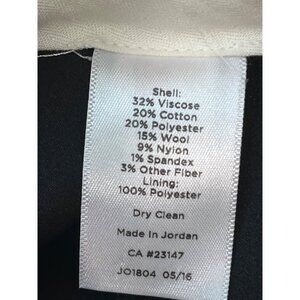 Shell:
32% Viscose
20% Cotton
20% Polyester
15% Wool
9% Nylon
1% Spandex
3% Other Fiber
Lining:
100% Polyester
Dry Clean
Made in Jordan
CA #23147
JO1804 05/16